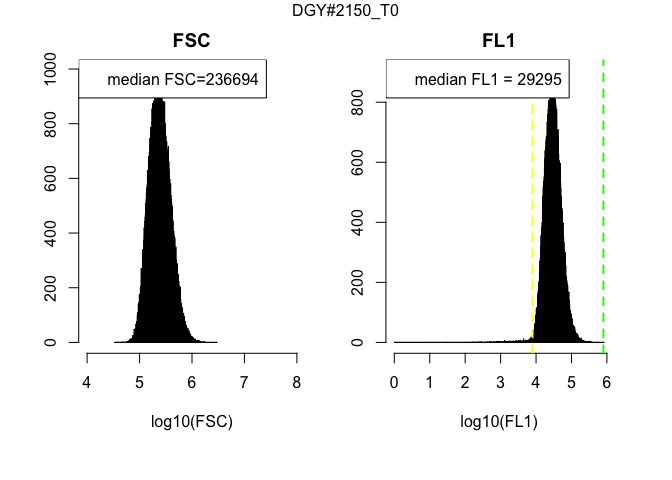 DGY#2150_T0
FSC
median FSC=236694
0
200
400
600
800
1000
4 5 6 7 8
log10(FSC)
FL1
median FL1 = 29295
0
200
400
600
800
0 1 2 3 4 5 6
log10(FL1)